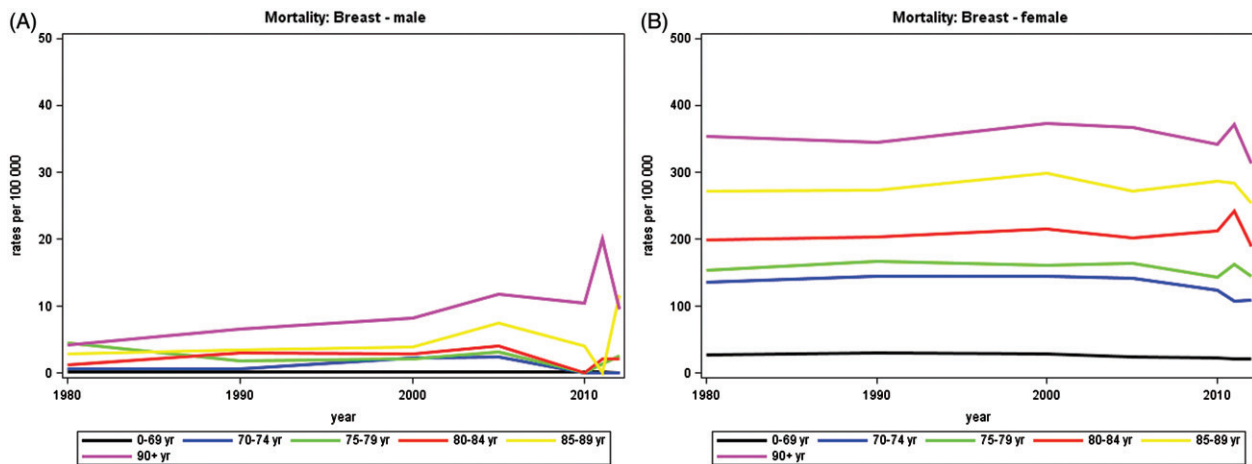 (A)
Mortality: Breast - male
50
40
30
20
10
0
rates per 100 000
1980
1990
2000
2010
year
0-69 yr 70-74 yr 75-79 yr 80-84 yr 85-89 yr
90+ yr
(B)
Mortality: Breast - female
500
400
300
200
100
0
rates per 100 000
1980
1990
2000
2010
year
0-69 yr 70-74 yr 75-79 yr 80-84 yr 85-89 yr
90+ yr